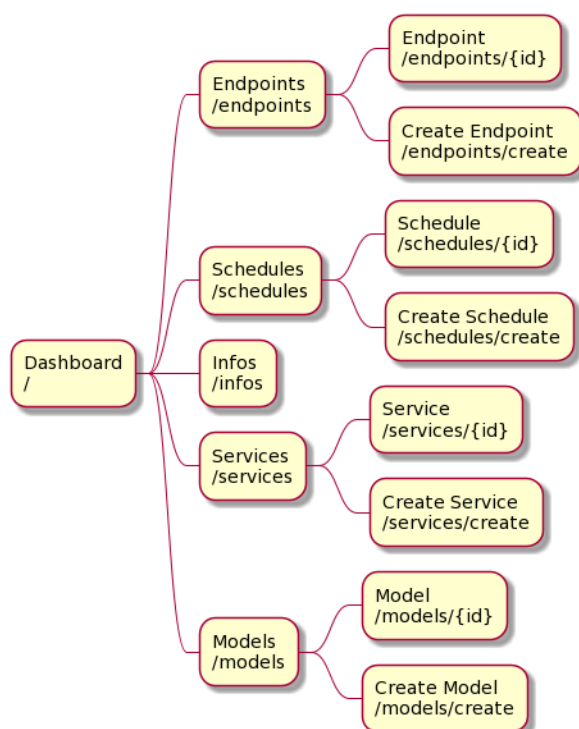 Dashboard
/
Endpoints
/endpoints
Endpoint
/endpoints/{id}
Create Endpoint
/endpoints/create
Schedules
/schedules
Schedule
/schedules/{id}
Create Schedule
/schedules/create
Infos
/infos
Services
/services
Service
/services/{id}
Create Service
/services/create
Models
/models
Model
/models/{id}
Create Model
/models/create